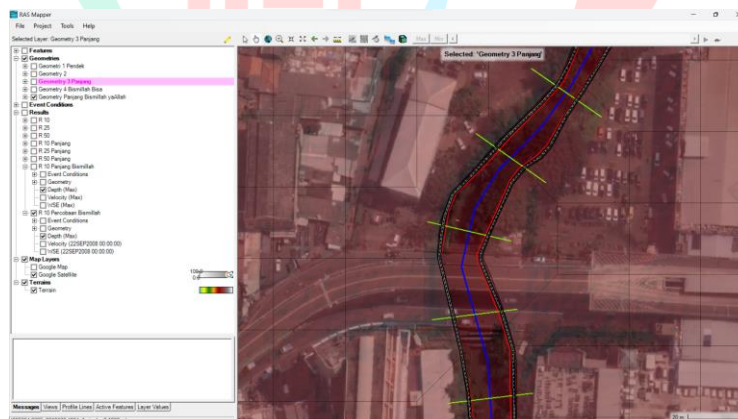 RAS Mapper
File Project Tools Help
Selected Layer: Geometry 3 Panjang
Max Min
Selected: 'Geometry 3 Panjang'
Features
Geometries
Geometri 1 Pendek
Geometry 2
Geometry 3 Panjang
Geometry 4 Bismillah Bisa
Geometry Panjang Bismillah yaAllah
Event Conditions
Results
R 10
R 25
R 50
R 10 Panjang
R 25 Panjang
R 50 Panjang
R 10 Panjang Bismillah
Event Conditions
Geometry
Depth (Max)
Velocity (Max)
WSE (Max)
R 10 Percobaan Bismillah
Event Conditions
Geometry
Depth (Max)
Velocity (22SEP2008 00:00:00)
WSE (22SEP2008 00:00:00)
Map Layers
Google Map
Google Satellite
Terrains
Terrain
Messages Views Profile Lines Active Features Layer Values